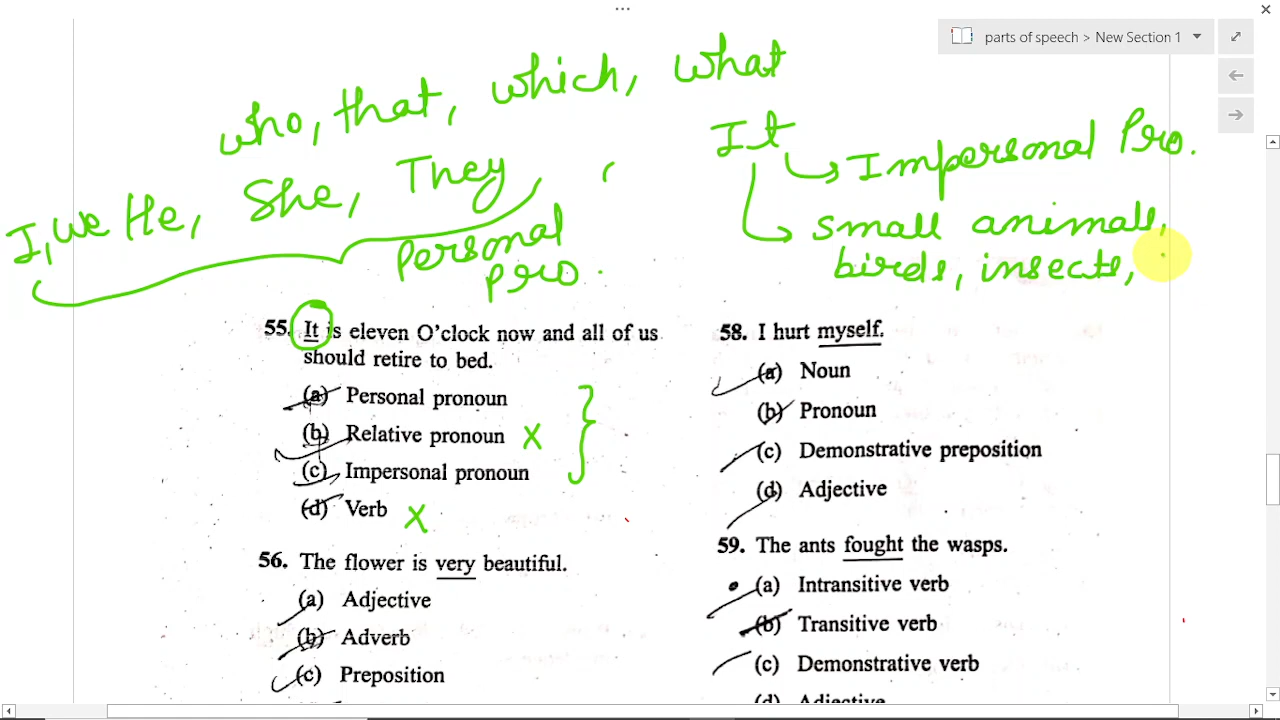 ...
parts of speech > New Section 1
who, that, which, what
I, we He, She, They,
Personal
Pro.
It
Impersonal Pro.
small animals,
birds, insects,
55. It is eleven O'clock now and all of us
should retire to bed.
(a) Personal pronoun
(b) Relative pronoun X
(c) Impersonal pronoun
(d) Verb X
56. The flower is very beautiful.
(a) Adjective
(b) Adverb
(c) Preposition
58. I hurt myself.
(a) Noun
(b) Pronoun
(c) Demonstrative preposition
(d) Adjective
59. The ants fought the wasps.
(a) Intransitive verb
(b) Transitive verb
(c) Demonstrative verb
(d) Adjective